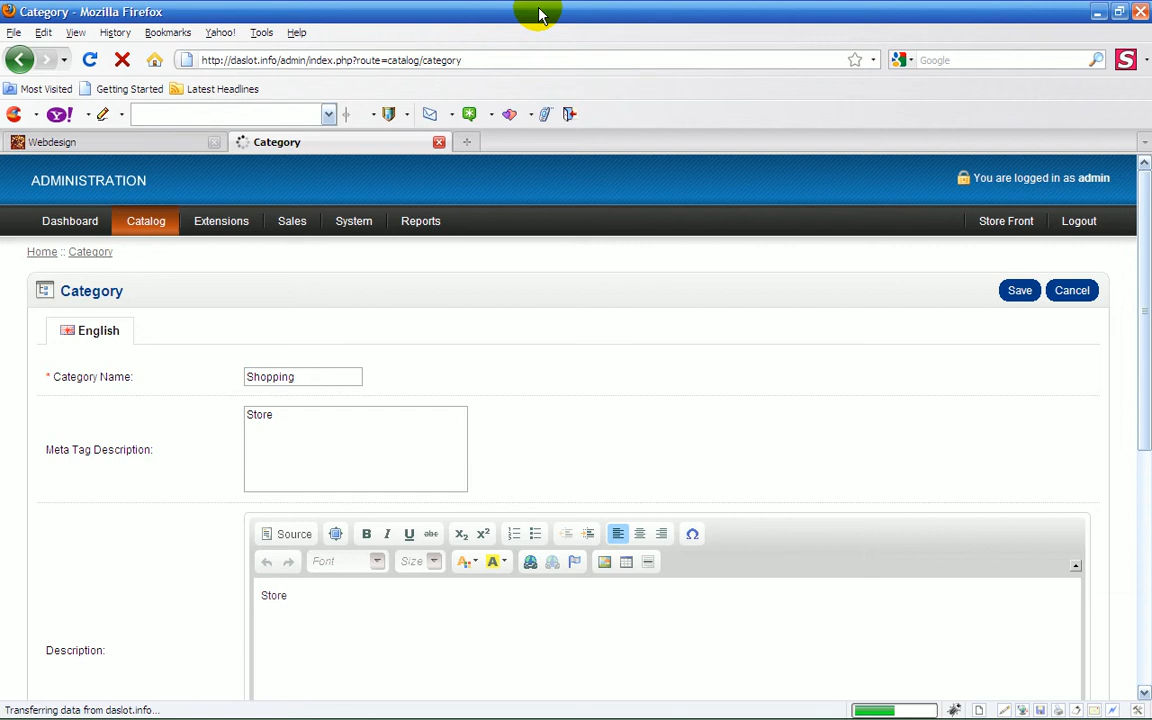 Category - Mozilla Firefox
File Edit View History Bookmarks Yahoo! Tools Help
http://daslot.info/admin/index.php?route=catalog/category
Google
S
Most Visited Getting Started Latest Headlines
Y!
Webdesign Category
ADMINISTRATION
You are logged in as admin
Dashboard Catalog Extensions Sales System Reports Store Front Logout
Home :: Category
Category
Save Cancel
English
* Category Name: Shopping
Meta Tag Description: Store
Source B I U abc X₂ X²
Font Size A A
Store
Description:
Transferring data from daslot.info...